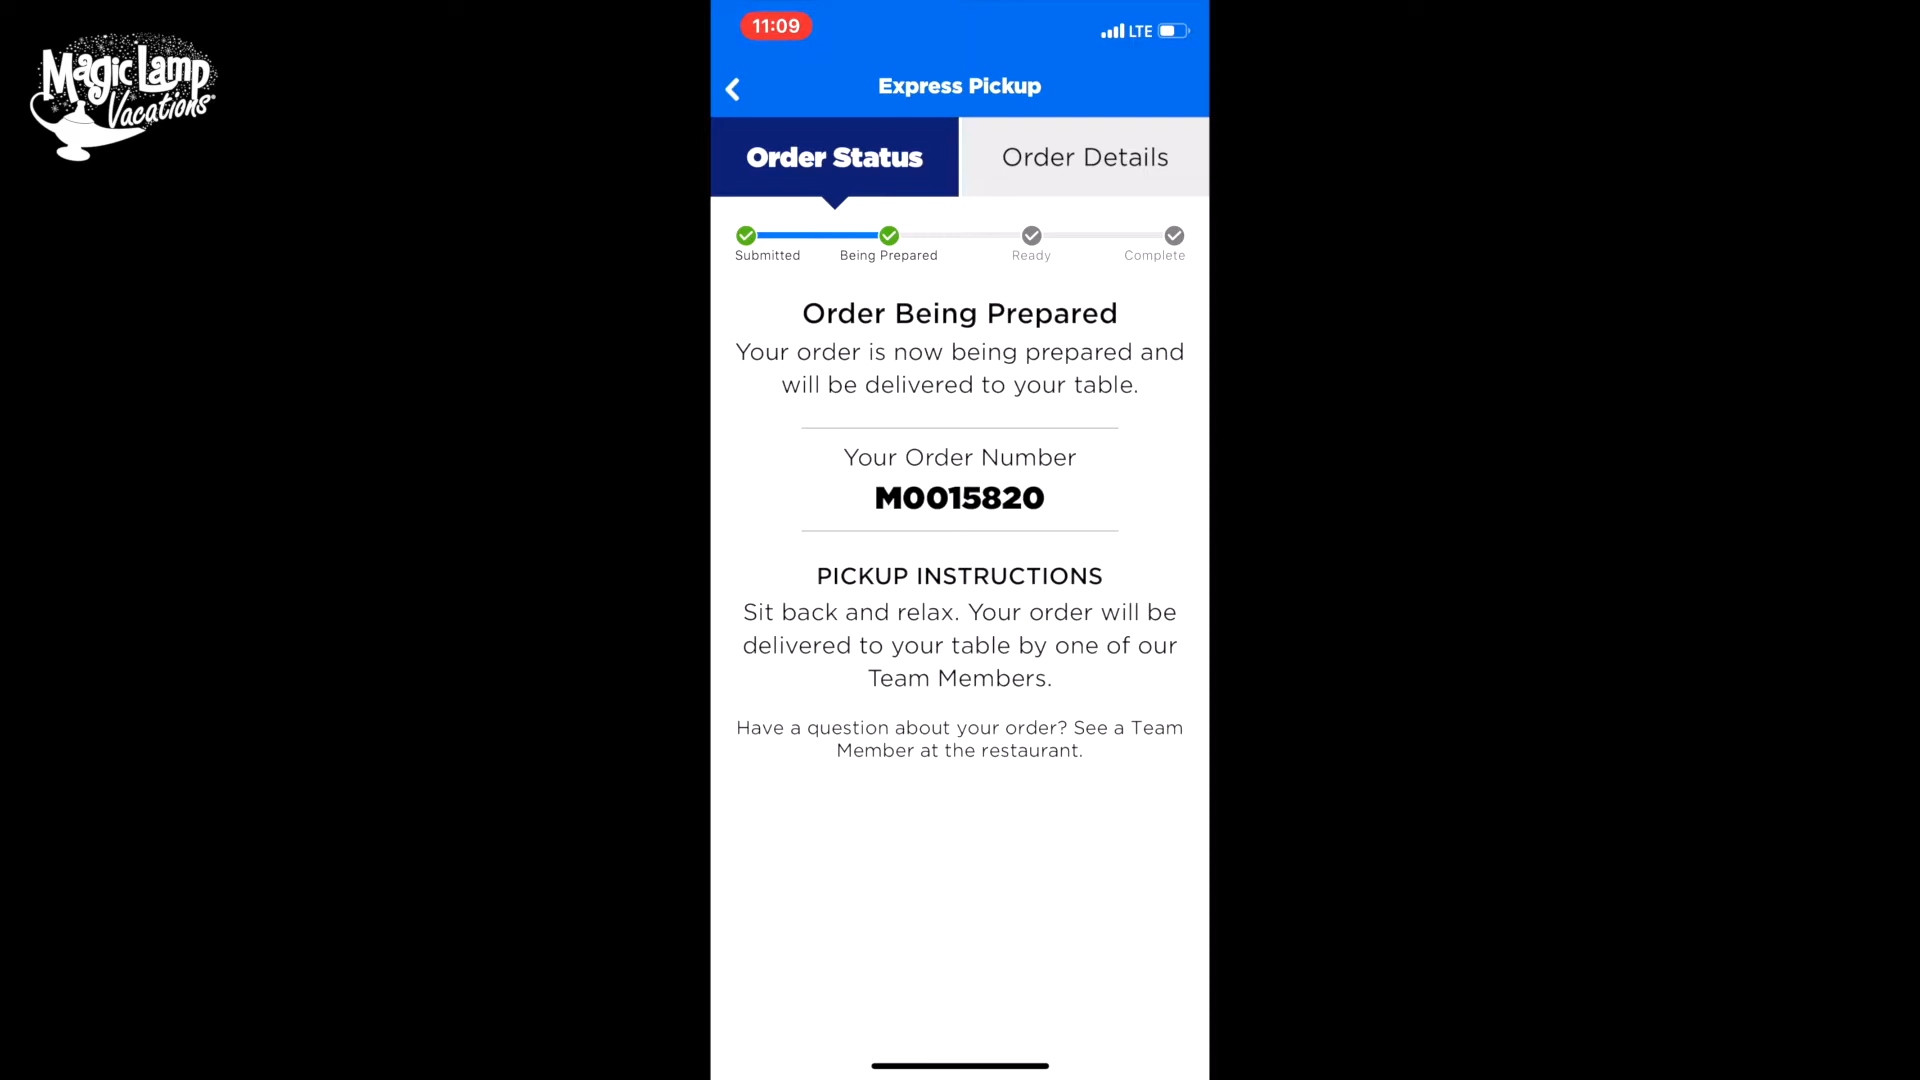 Magic Lamp
Vacations
11:09
LTE
Express Pickup
Order Status
Order Details
Submitted
Being Prepared
Ready
Complete
Order Being Prepared
Your order is now being prepared and
will be delivered to your table.
Your Order Number
M0015820
PICKUP INSTRUCTIONS
Sit back and relax. Your order will be
delivered to your table by one of our
Team Members.
Have a question about your order? See a Team
Member at the restaurant.